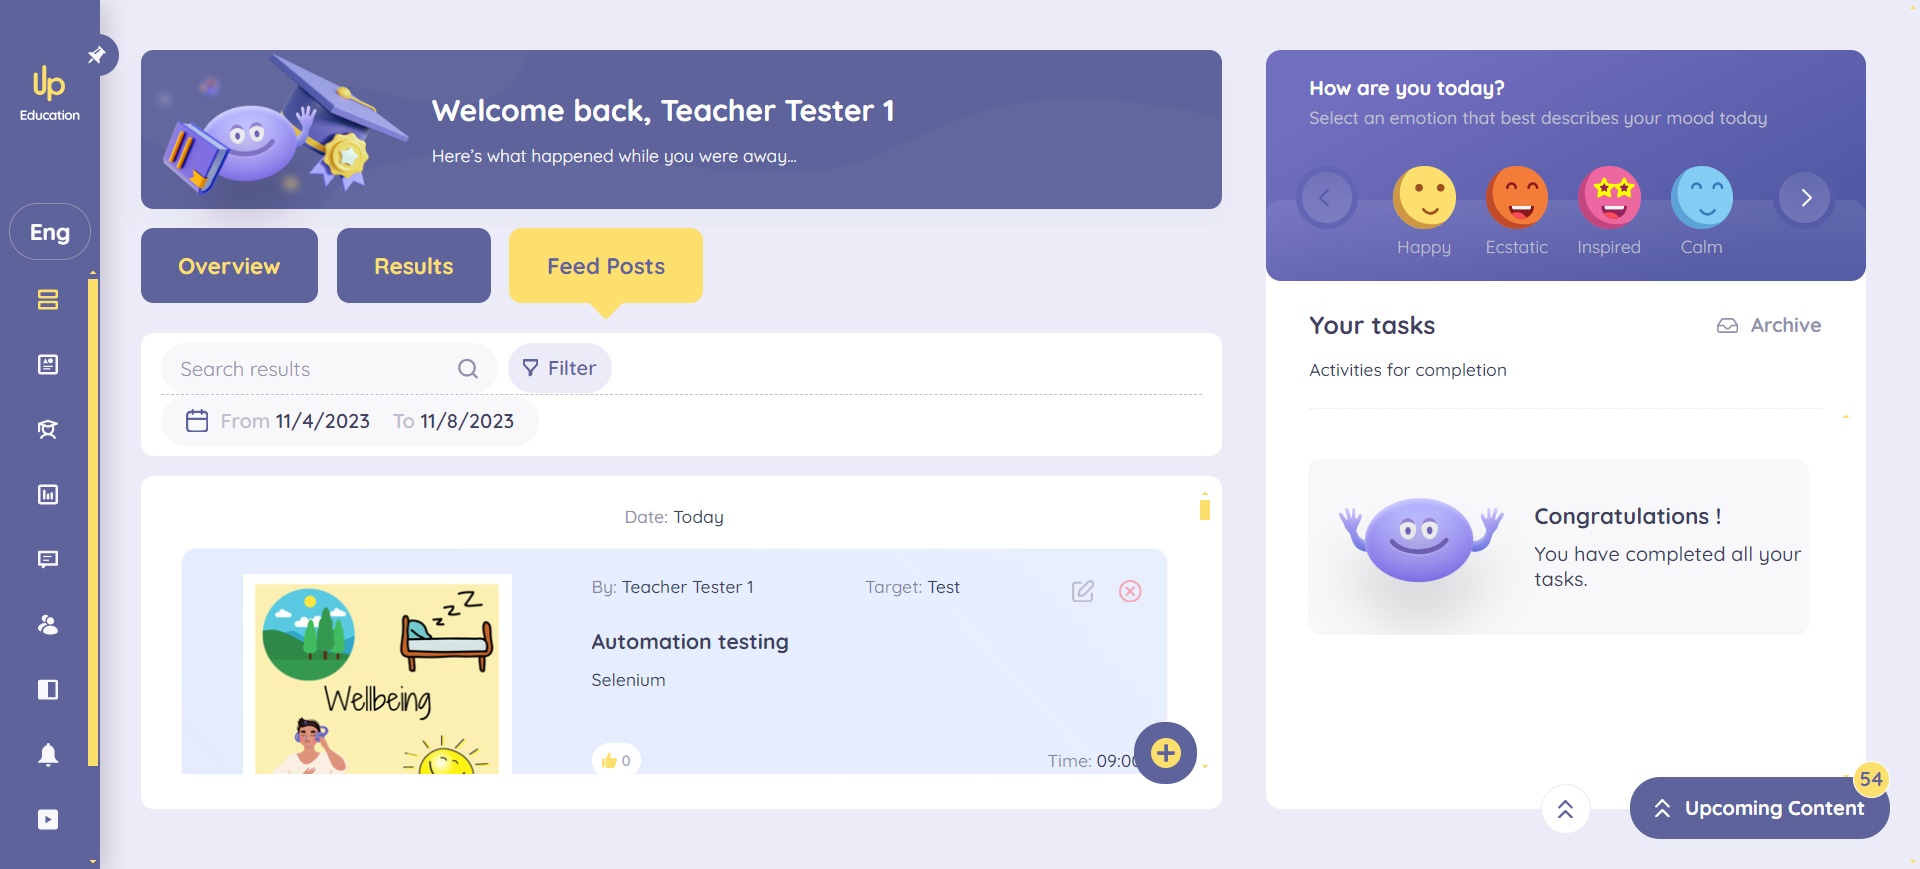 Up
Education
Eng
Welcome back, Teacher Tester 1
Here's what happened while you were away...
Overview
Results
Feed Posts
Search results
Filter
From 11/4/2023 To 11/8/2023
Date: Today
By: Teacher Tester 1
Target: Test
Automation testing
Selenium
zzz
Wellbeing
0
Time: 09:00
How are you today?
Select an emotion that best describes your mood today
Happy
Ecstatic
Inspired
Calm
Your tasks
Archive
Activities for completion
Congratulations !
You have completed all your
tasks.
54
Upcoming Content